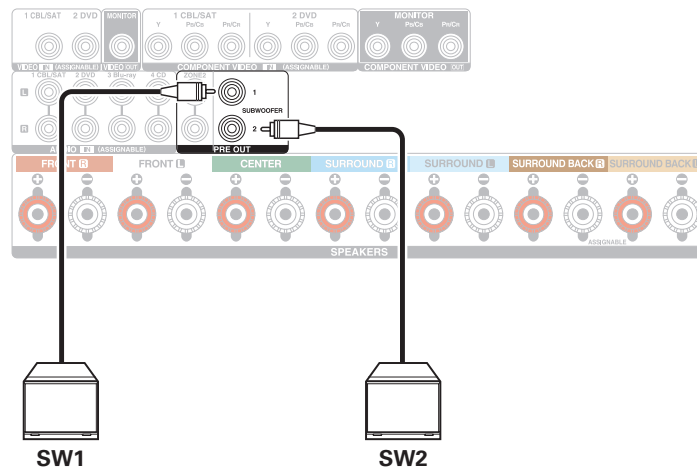 1 CBL/SAT 2 DVD MONITOR 1 CBL/SAT 2 DVD MONITOR
Y PB/CB PR/CR Y PB/CB PR/CR Y PB/CB PR/CR
VIDEO IN (ASSIGNABLE) VIDEO OUT COMPONENT VIDEO IN (ASSIGNABLE) COMPONENT VIDEO OUT
1 CBL/SAT 2 DVD 3 Blu-ray 4 CD ZONE2
L 1
SUBWOOFER
R 2
AUDIO IN (ASSIGNABLE) PRE OUT
FRONT R FRONT L CENTER SURROUND R SURROUND L SURROUND BACK R SURROUND BACK L
ASSIGNABLE
SPEAKERS
SW1 SW2